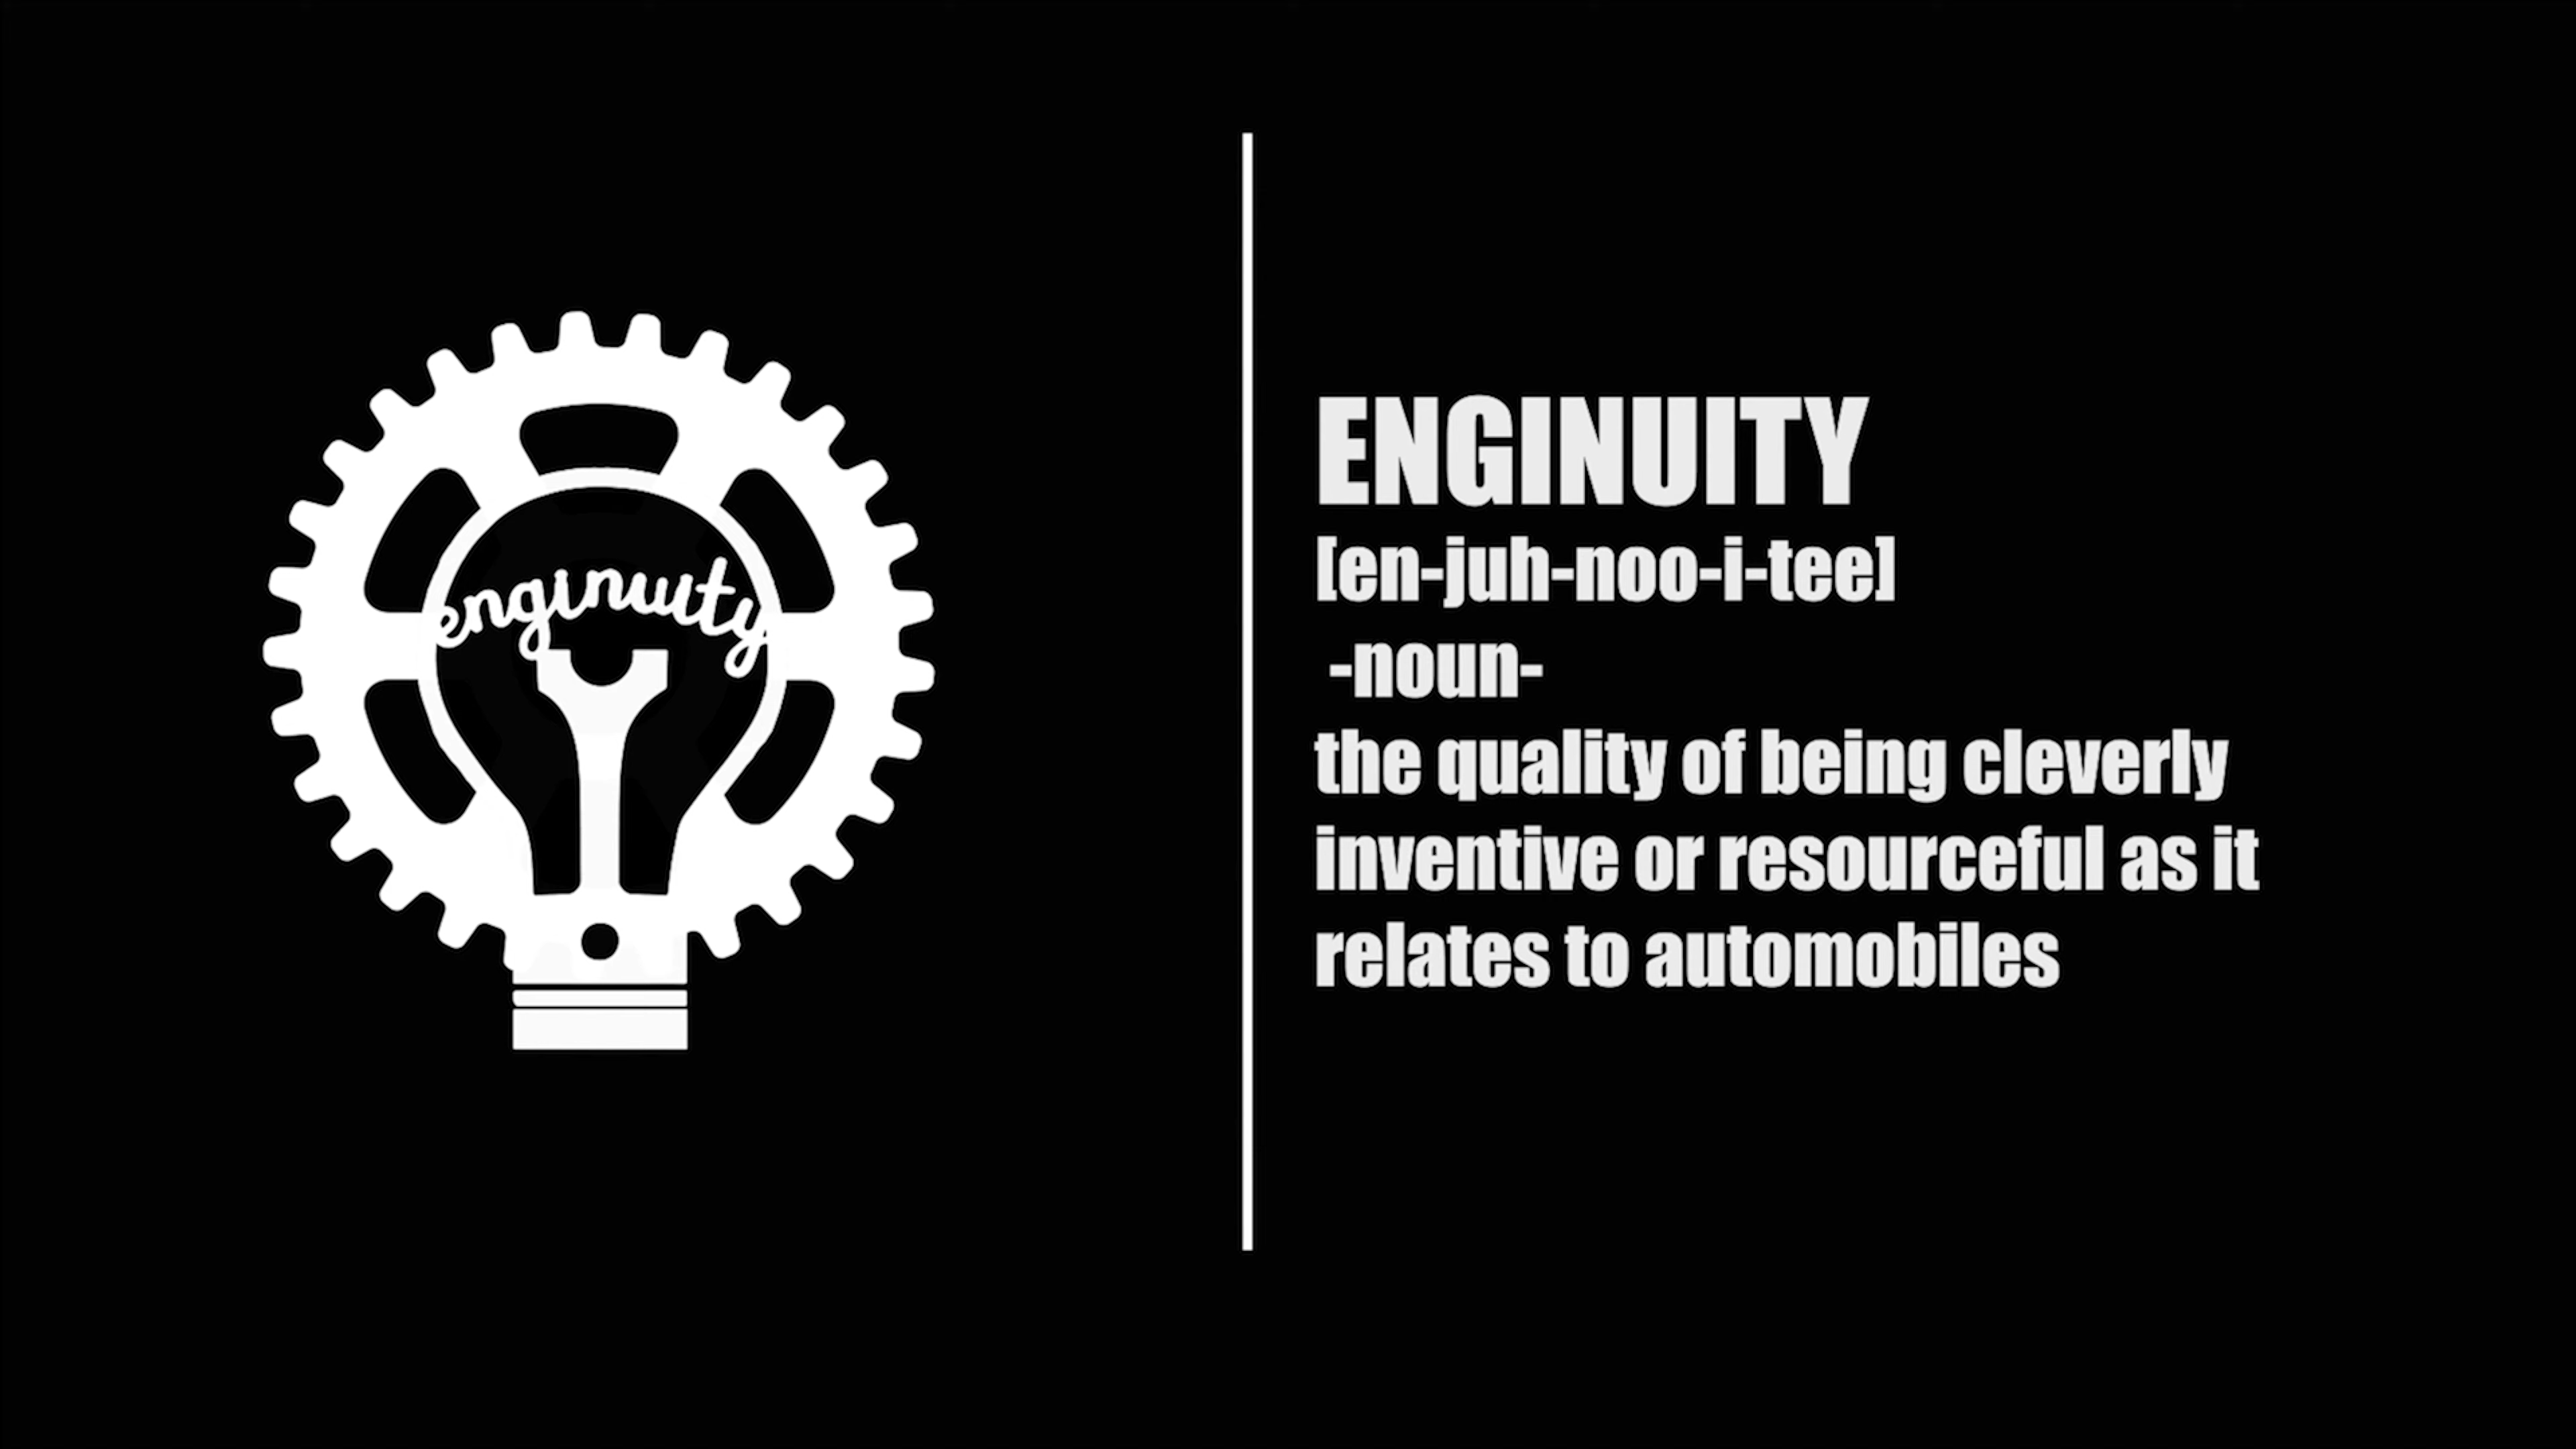 enginuity
ENGINUITY
[en-juh-noo-i-tee]
-noun-
the quality of being cleverly
inventive or resourceful as it
relates to automobiles